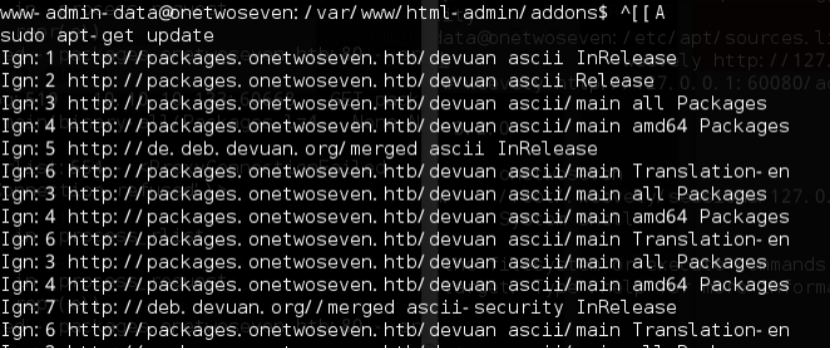 www-admin-data@onetwoseven:/var/www/html-admin/addons$ ^[[A
sudo apt-get update
Ign:1 http://packages.onetwoseven.htb/devuan ascii InRelease
Ign:2 http://packages.onetwoseven.htb/devuan ascii Release
Ign:3 http://packages.onetwoseven.htb/devuan ascii/main all Packages
Ign:4 http://packages.onetwoseven.htb/devuan ascii/main amd64 Packages
Ign:5 http://de.deb.devuan.org/merged ascii InRelease
Ign:6 http://packages.onetwoseven.htb/devuan ascii/main Translation-en
Ign:3 http://packages.onetwoseven.htb/devuan ascii/main all Packages
Ign:4 http://packages.onetwoseven.htb/devuan ascii/main amd64 Packages
Ign:6 http://packages.onetwoseven.htb/devuan ascii/main Translation-en
Ign:3 http://packages.onetwoseven.htb/devuan ascii/main all Packages
Ign:4 http://packages.onetwoseven.htb/devuan ascii/main amd64 Packages
Ign:7 http://deb.devuan.org//merged ascii-security InRelease
Ign:6 http://packages.onetwoseven.htb/devuan ascii/main Translation-en